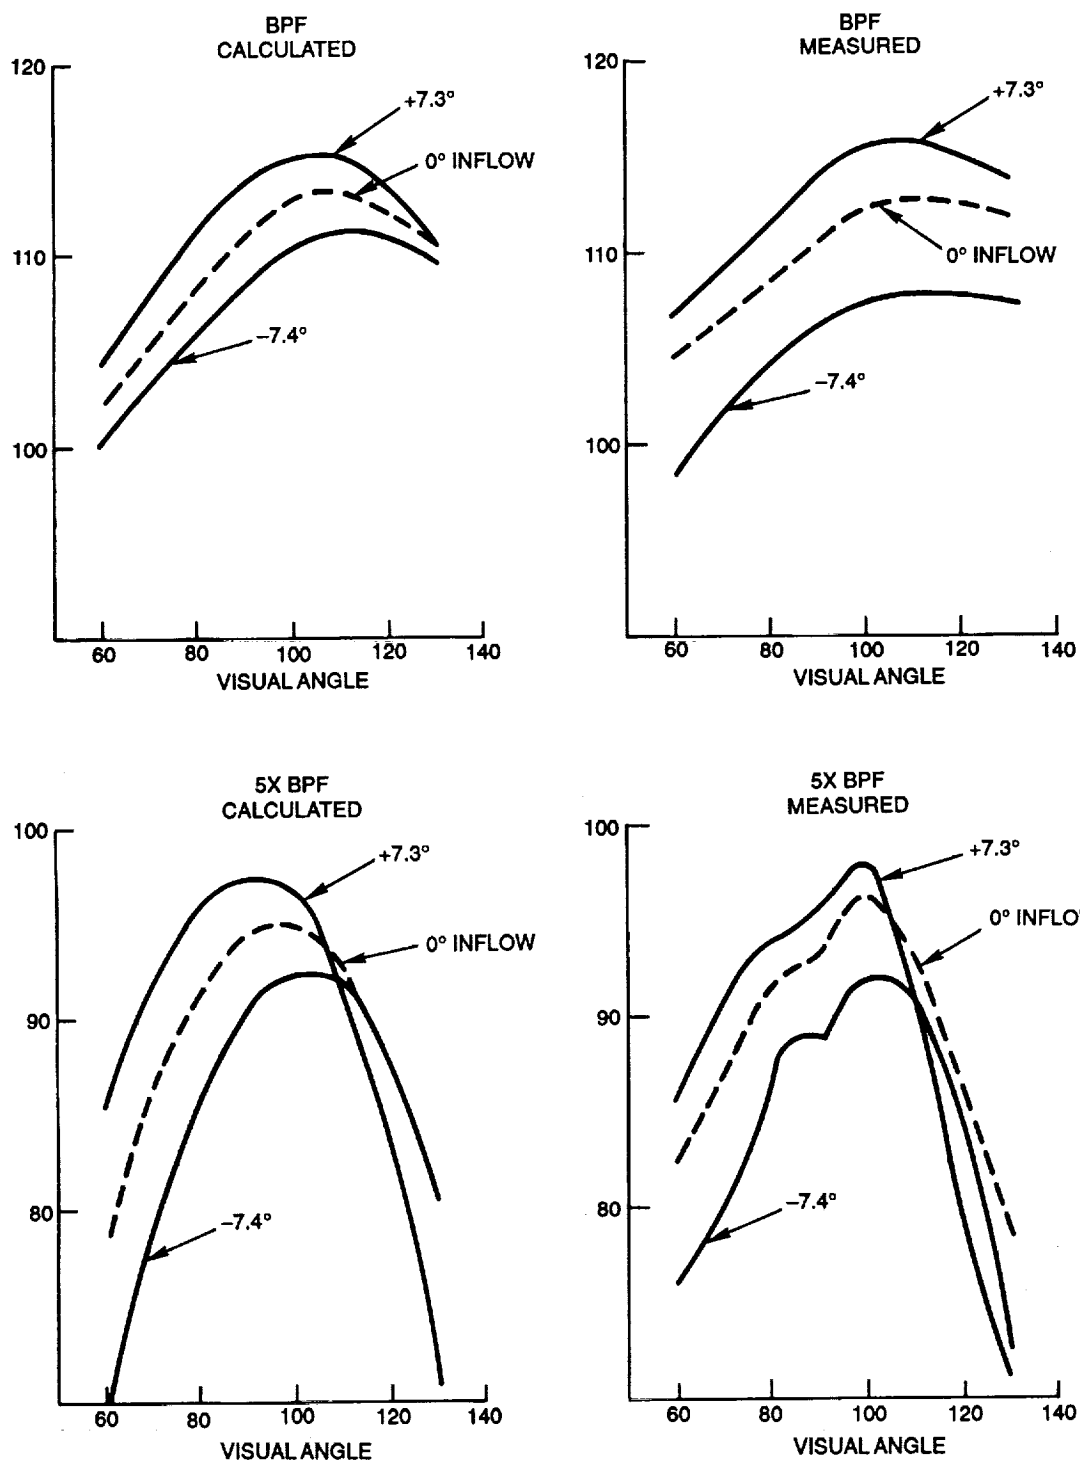 BPF
CALCULATED
120
110
100
+7.3°
0° INFLOW
–7.4°
60 80 100 120 140
VISUAL ANGLE
BPF
MEASURED
120
110
100
+7.3°
0° INFLOW
–7.4°
60 80 100 120 140
VISUAL ANGLE
5X BPF
CALCULATED
100
90
80
+7.3°
0° INFLOW
–7.4°
60 80 100 120 140
VISUAL ANGLE
5X BPF
MEASURED
100
90
80
+7.3°
0° INFLO
–7.4°
60 80 100 120 140
VISUAL ANGLE